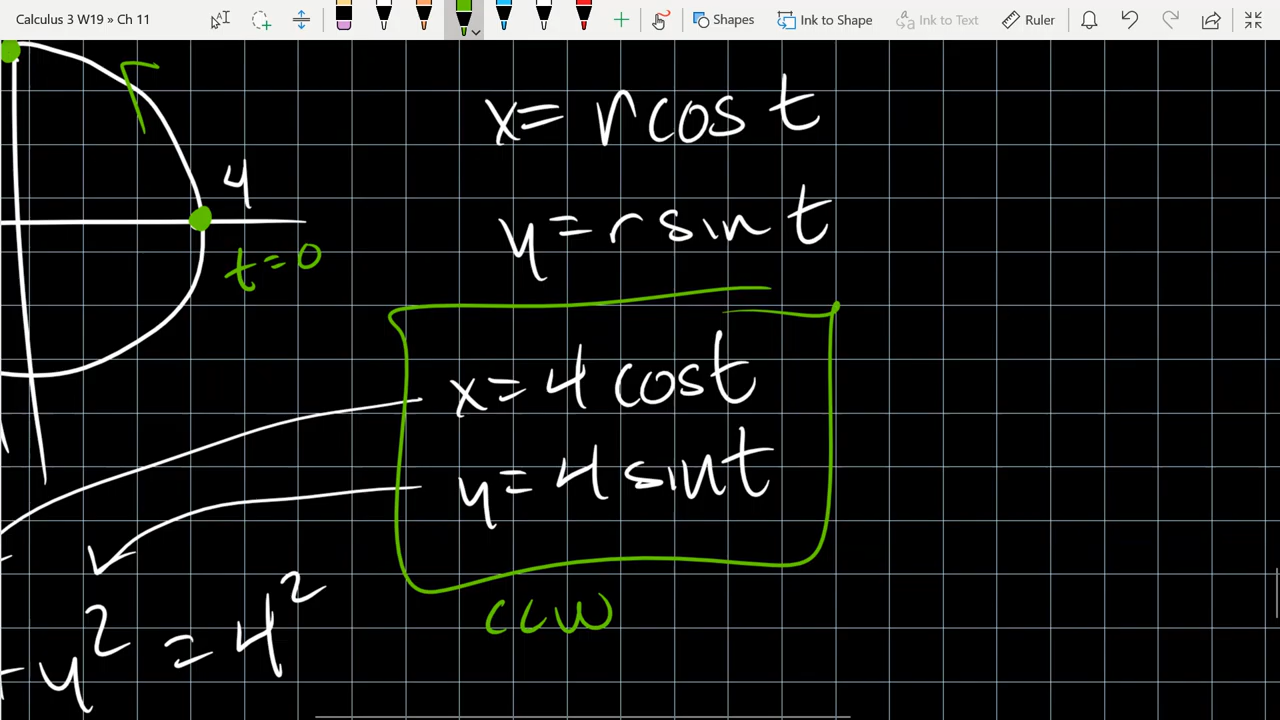 Calculus 3 W19 » Ch 11
Shapes
Ink to Shape
Ink to Text
Ruler
x = r cos t
4
y = r sin t
t = 0
x = 4 cos t
y = 4 sin t
CCW
+ y² = 4²